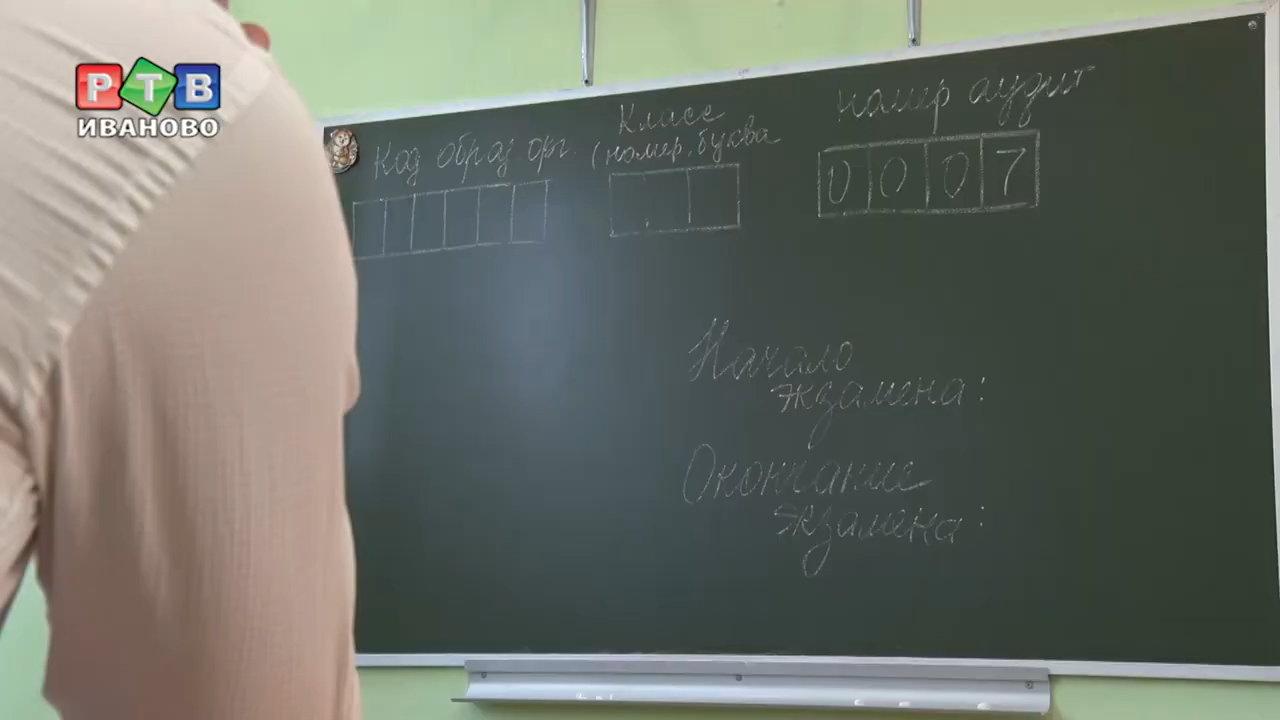 РТВ
ИВАНОВО
Код образ орг.
Класс
(номер, буква
номер аудит
0007
Начало
экзамена:
Окончание
экзамена: